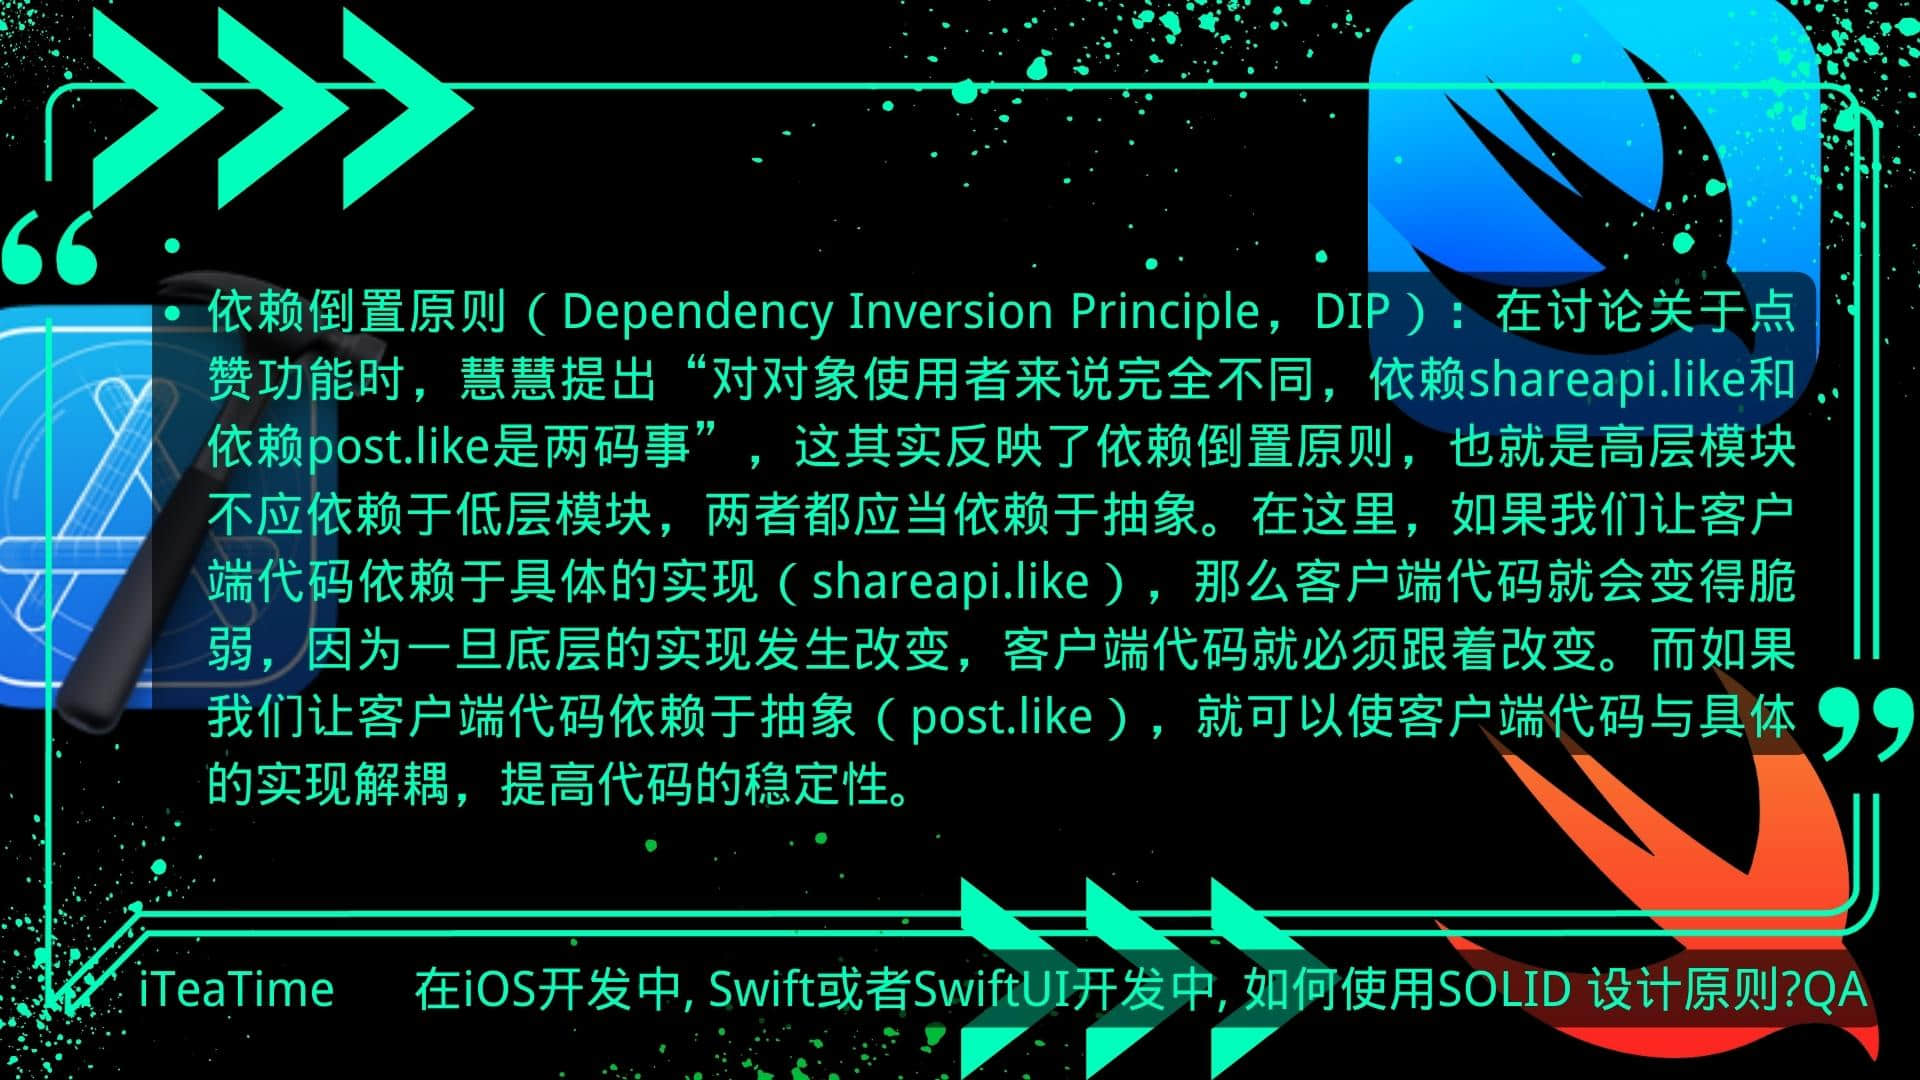 • 
• 依赖倒置原则（Dependency Inversion Principle，DIP）：在讨论关于点
赞功能时，慧慧提出“对对象使用者来说完全不同，依赖shareapi.like和
依赖post.like是两码事”，这其实反映了依赖倒置原则，也就是高层模块
不应依赖于低层模块，两者都应当依赖于抽象。在这里，如果我们让客户
端代码依赖于具体的实现（shareapi.like），那么客户端代码就会变得脆
弱，因为一旦底层的实现发生改变，客户端代码就必须跟着改变。而如果
我们让客户端代码依赖于抽象（post.like），就可以使客户端代码与具体
的实现解耦，提高代码的稳定性。
iTeaTime 在iOS开发中, Swift或者SwiftUI开发中, 如何使用SOLID 设计原则?QA